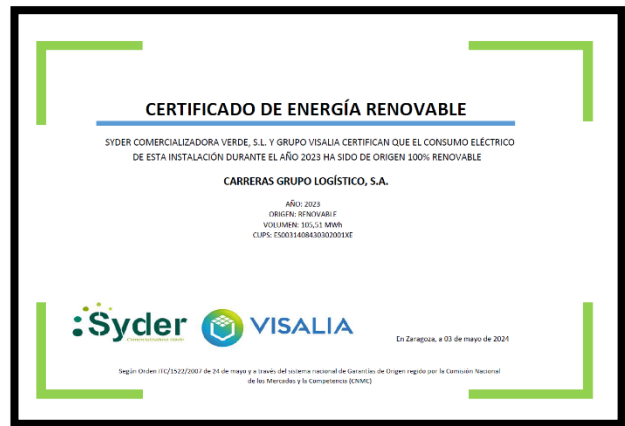 CERTIFICADO DE ENERGÍA RENOVABLE
SYDER COMERCIALIZADORA VERDE, S.L. Y GRUPO VISALIA CERTIFICAN QUE EL CONSUMO ELÉCTRICO
DE ESTA INSTALACIÓN DURANTE EL AÑO 2023 HA SIDO DE ORIGEN 100% RENOVABLE
CARRERAS GRUPO LOGÍSTICO, S.A.
AÑO: 2023
ORIGEN: RENOVABLE
VOLUMEN: 105,51 MWh
CUPS: ES0031408430302001XE
Syder
Comercializadora verde
VISALIA
En Zaragoza, a 03 de mayo de 2024
Según Orden ITC/1522/2007 de 24 de mayo y a través del sistema nacional de Garantías de Origen regido por la Comisión Nacional
de los Mercados y la Competencia (CNMC)